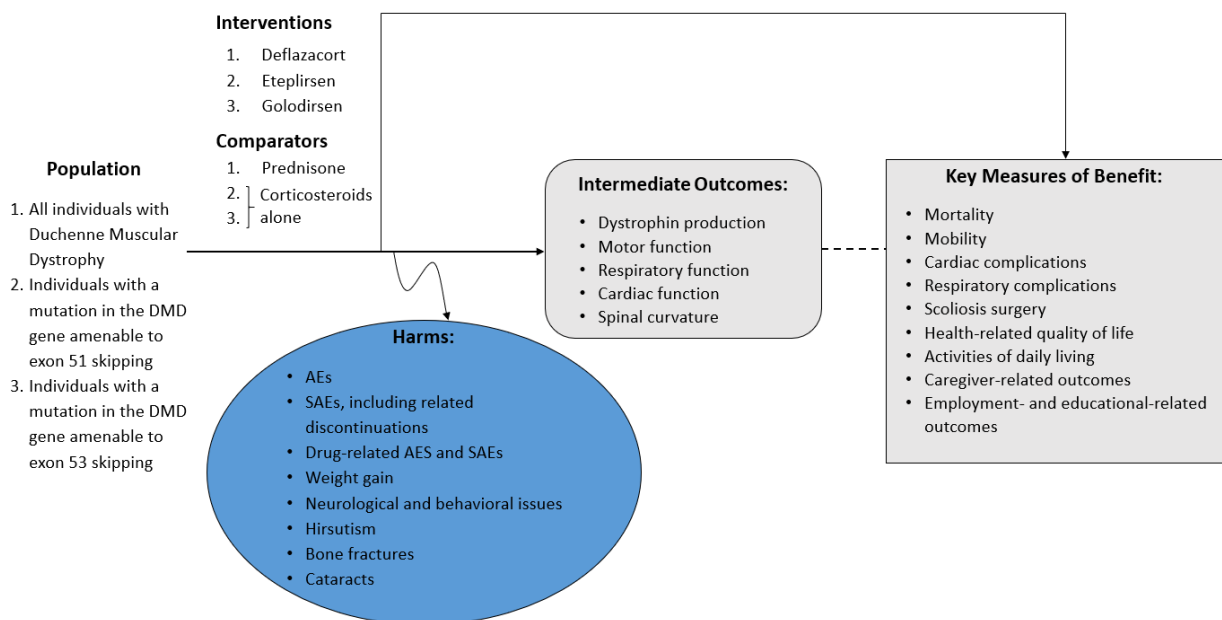 Interventions
1. Deflazacort
2. Eteplirsen
3. Golodirsen
Comparators
1. Prednisone
2. Corticosteroids
3. alone
Population
1. All individuals with
Duchenne Muscular
Dystrophy
2. Individuals with a
mutation in the DMD
gene amenable to
exon 51 skipping
3. Individuals with a
mutation in the DMD
gene amenable to
exon 53 skipping
Intermediate Outcomes:
• Dystrophin production
• Motor function
• Respiratory function
• Cardiac function
• Spinal curvature
Key Measures of Benefit:
• Mortality
• Mobility
• Cardiac complications
• Respiratory complications
• Scoliosis surgery
• Health-related quality of life
• Activities of daily living
• Caregiver-related outcomes
• Employment- and educational-related
outcomes
Harms:
• AEs
• SAEs, including related
discontinuations
• Drug-related AES and SAEs
• Weight gain
• Neurological and behavioral issues
• Hirsutism
• Bone fractures
• Cataracts